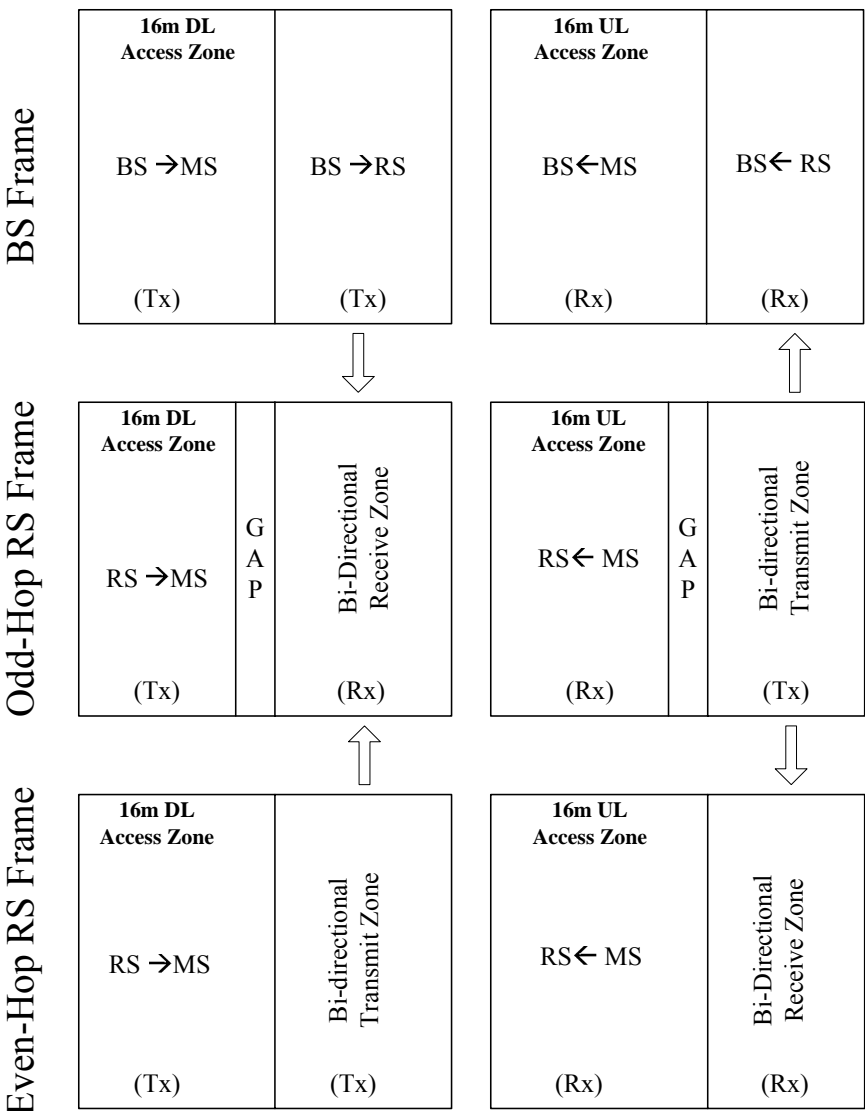 BS Frame
16m DL
Access Zone
BS →MS
(Tx)
BS →RS
(Tx)
16m UL
Access Zone
BS←MS
(Rx)
BS← RS
(Rx)
Odd-Hop RS Frame
16m DL
Access Zone
RS →MS
(Tx)
G
A
P
Bi-Directional
Receive Zone
(Rx)
16m UL
Access Zone
RS← MS
(Rx)
G
A
P
Bi-directional
Transmit Zone
(Tx)
Even-Hop RS Frame
16m DL
Access Zone
RS →MS
(Tx)
Bi-directional
Transmit Zone
(Tx)
16m UL
Access Zone
RS← MS
(Rx)
Bi-Directional
Receive Zone
(Rx)